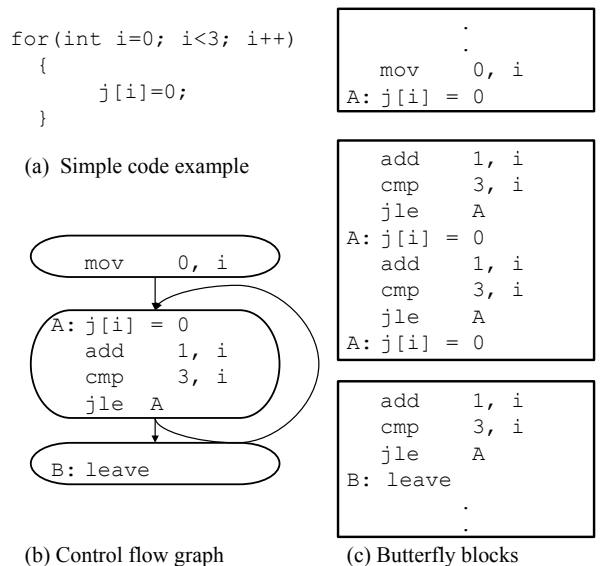 for(int i=0; i<3; i++)
{
j[i]=0;
}
(a) Simple code example
mov 0, i
A: j[i] = 0
add 1, i
cmp 3, i
jle A
B: leave
(b) Control flow graph
.
.
mov 0, i
A: j[i] = 0
add 1, i
cmp 3, i
jle A
A: j[i] = 0
add 1, i
cmp 3, i
jle A
A: j[i] = 0
add 1, i
cmp 3, i
jle A
B: leave
.
.
(c) Butterfly blocks